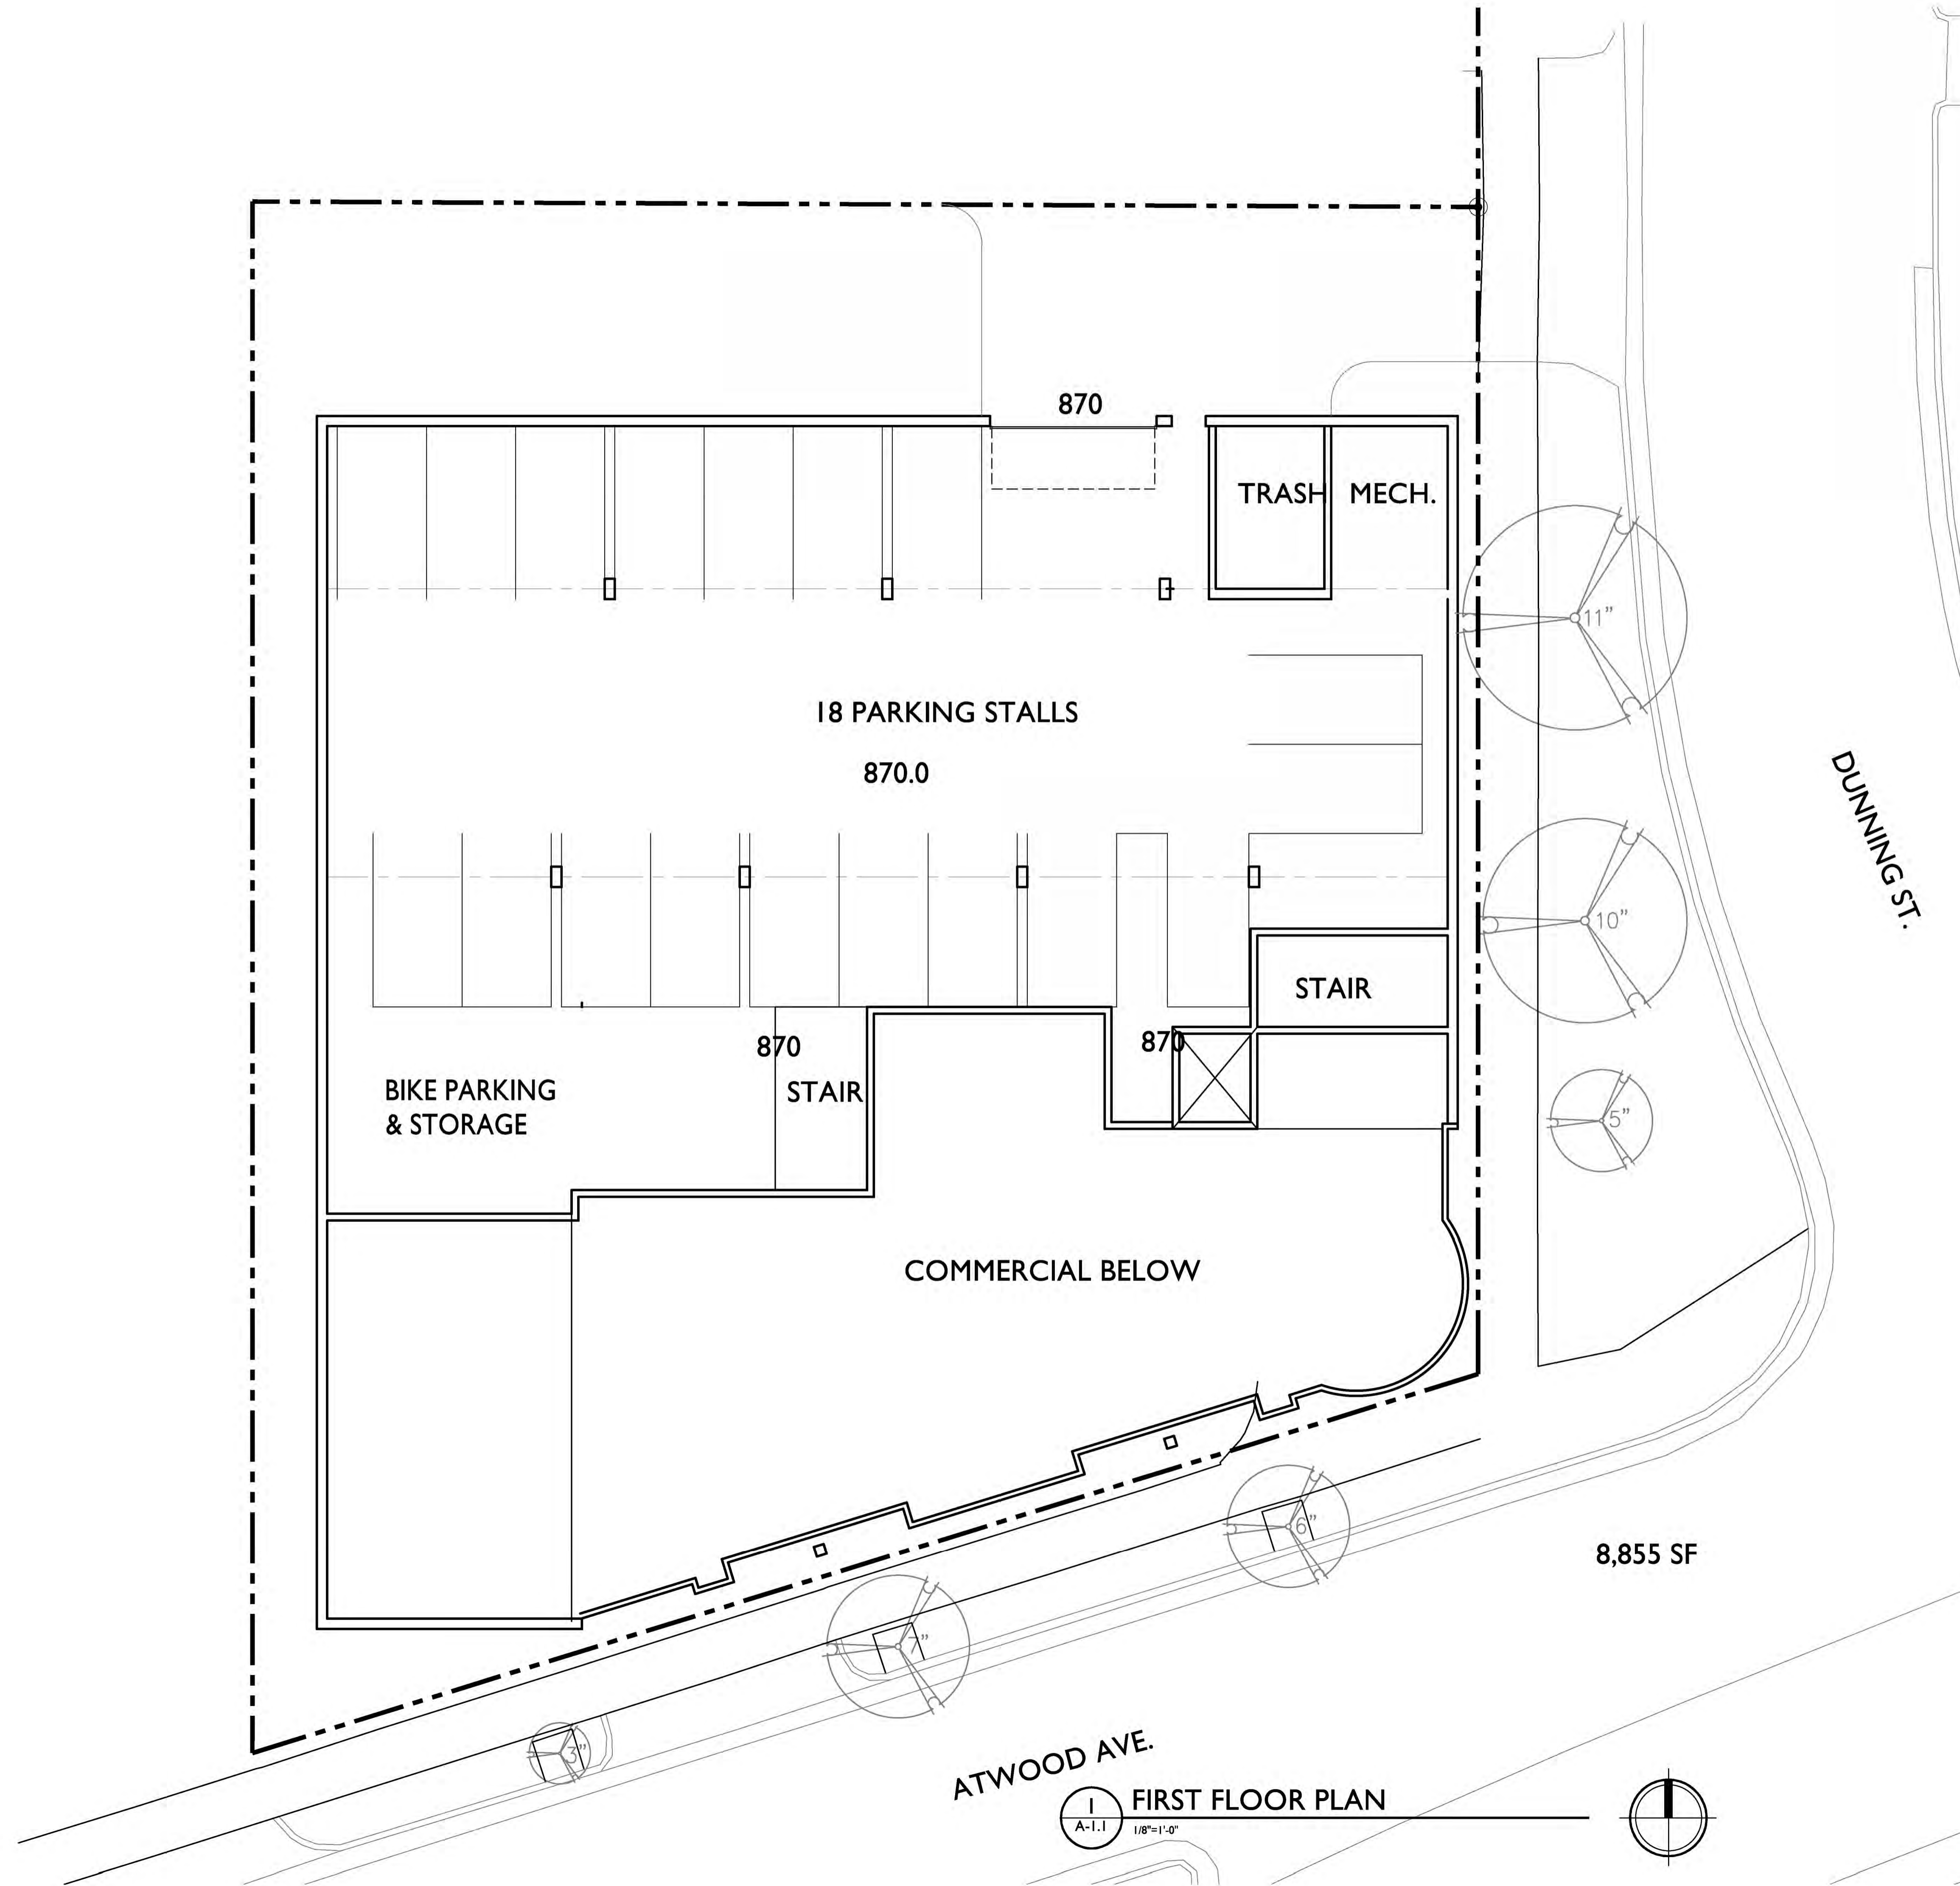 870
TRASH
MECH.
11”
18 PARKING STALLS
870.0
DUNNING ST.
10”
STAIR
870
870
BIKE PARKING
& STORAGE
STAIR
5”
COMMERCIAL BELOW
6”
8,855 SF
7”
3”
ATWOOD AVE.
1
A-1.1
FIRST FLOOR PLAN
1/8"=1'-0"